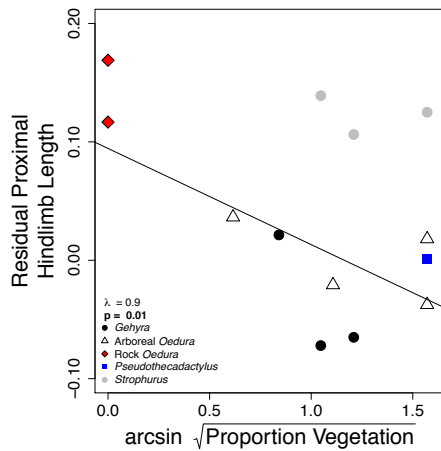 0.20
0.10
0.00
-0.10
Residual Proximal
Hindlimb Length
λ = 0.9
p = 0.01
Gehyra
Arboreal Oedura
Rock Oedura
Pseudothecadactylus
Strophurus
0.0 0.5 1.0 1.5
arcsin √Proportion Vegetation